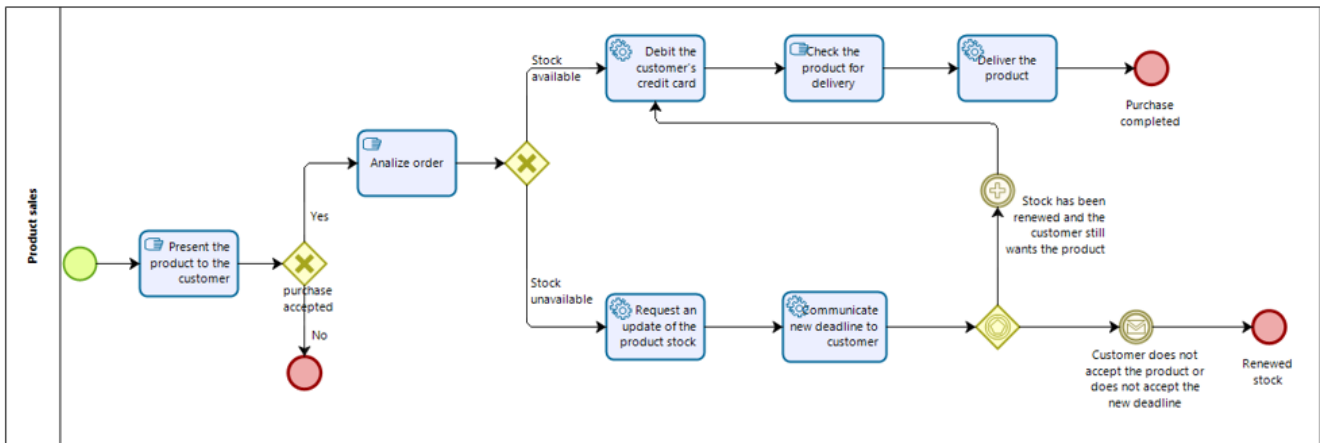 Product sales
Present the
product to the
customer
purchase
accepted
Yes
No
Analize order
Stock
available
Stock
unavailable
Debit the
customer's
credit card
Check the
product for
delivery
Deliver the
product
Purchase
completed
Request an
update of the
product stock
Communicate
new deadline to
customer
Stock has been
renewed and the
customer still
wants the product
Customer does not
accept the product or
does not accept the
new deadline
Renewed
stock